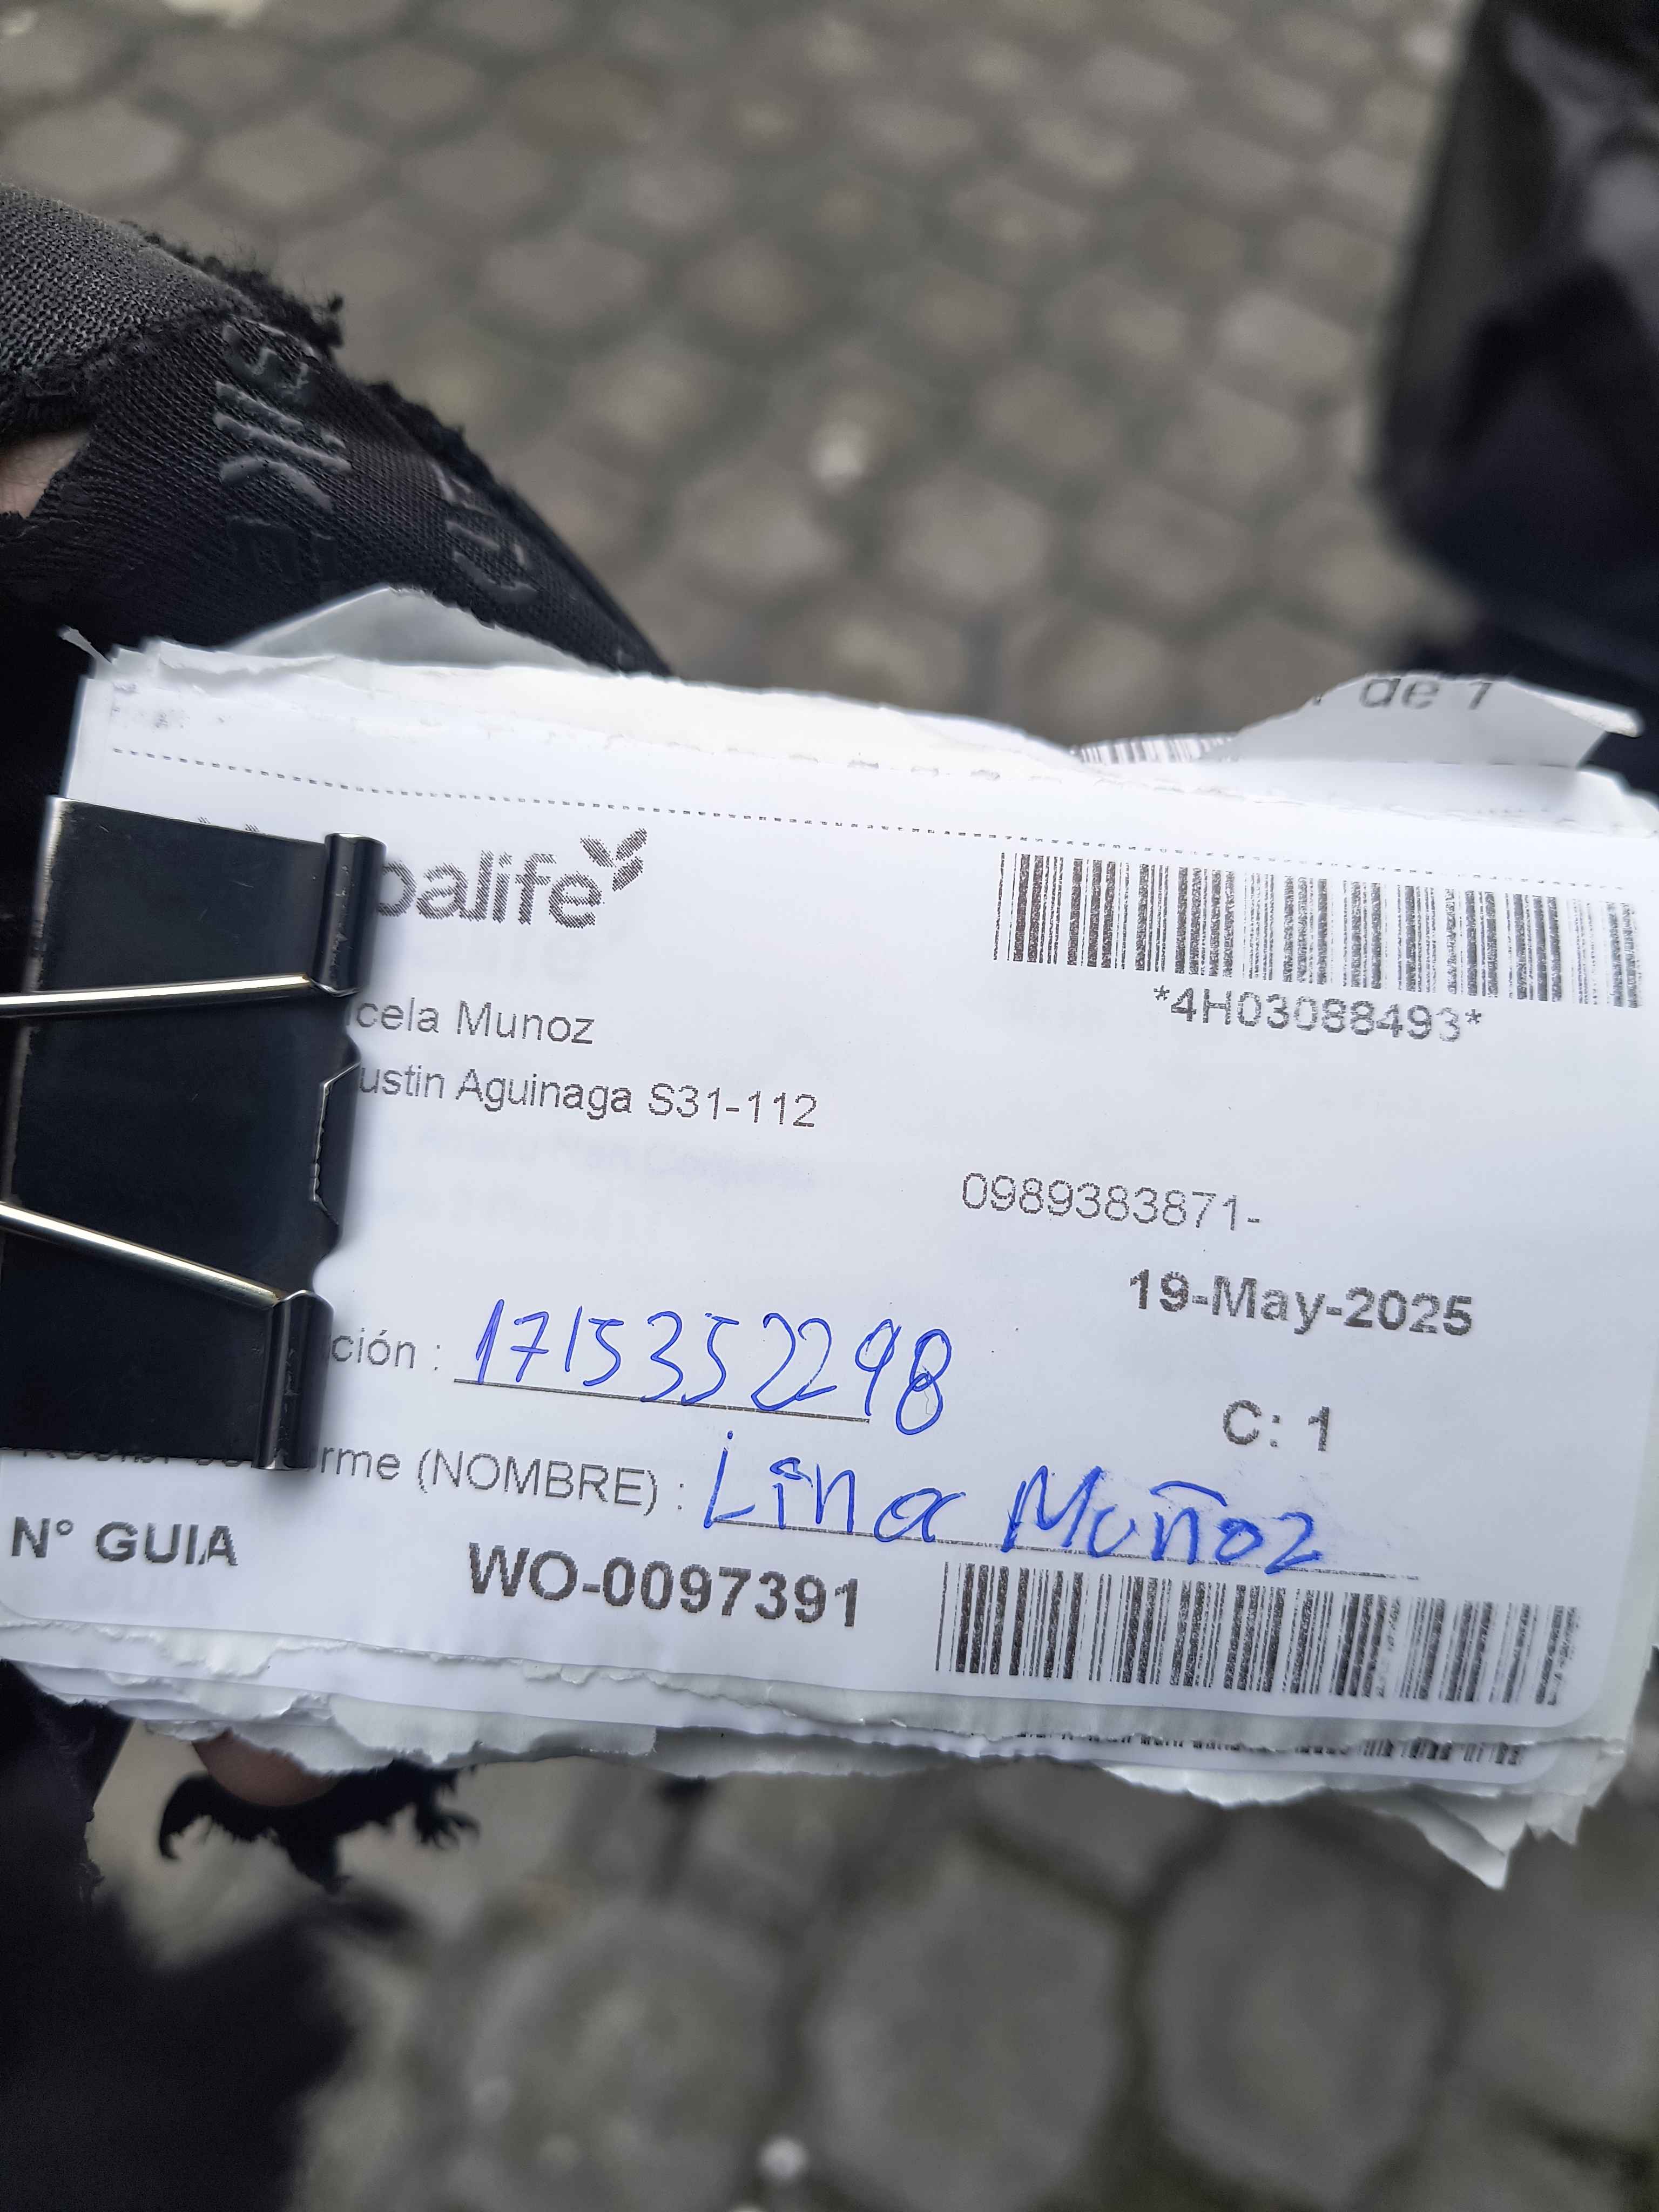 de 7
palife
*4H03088493*
cela Munoz
ustin Aguinaga S31-112
0989383871-
19-May-2025
ción : 1715352298
C: 1
rme (NOMBRE) : Lina Muñoz
N° GUIA WO-0097391